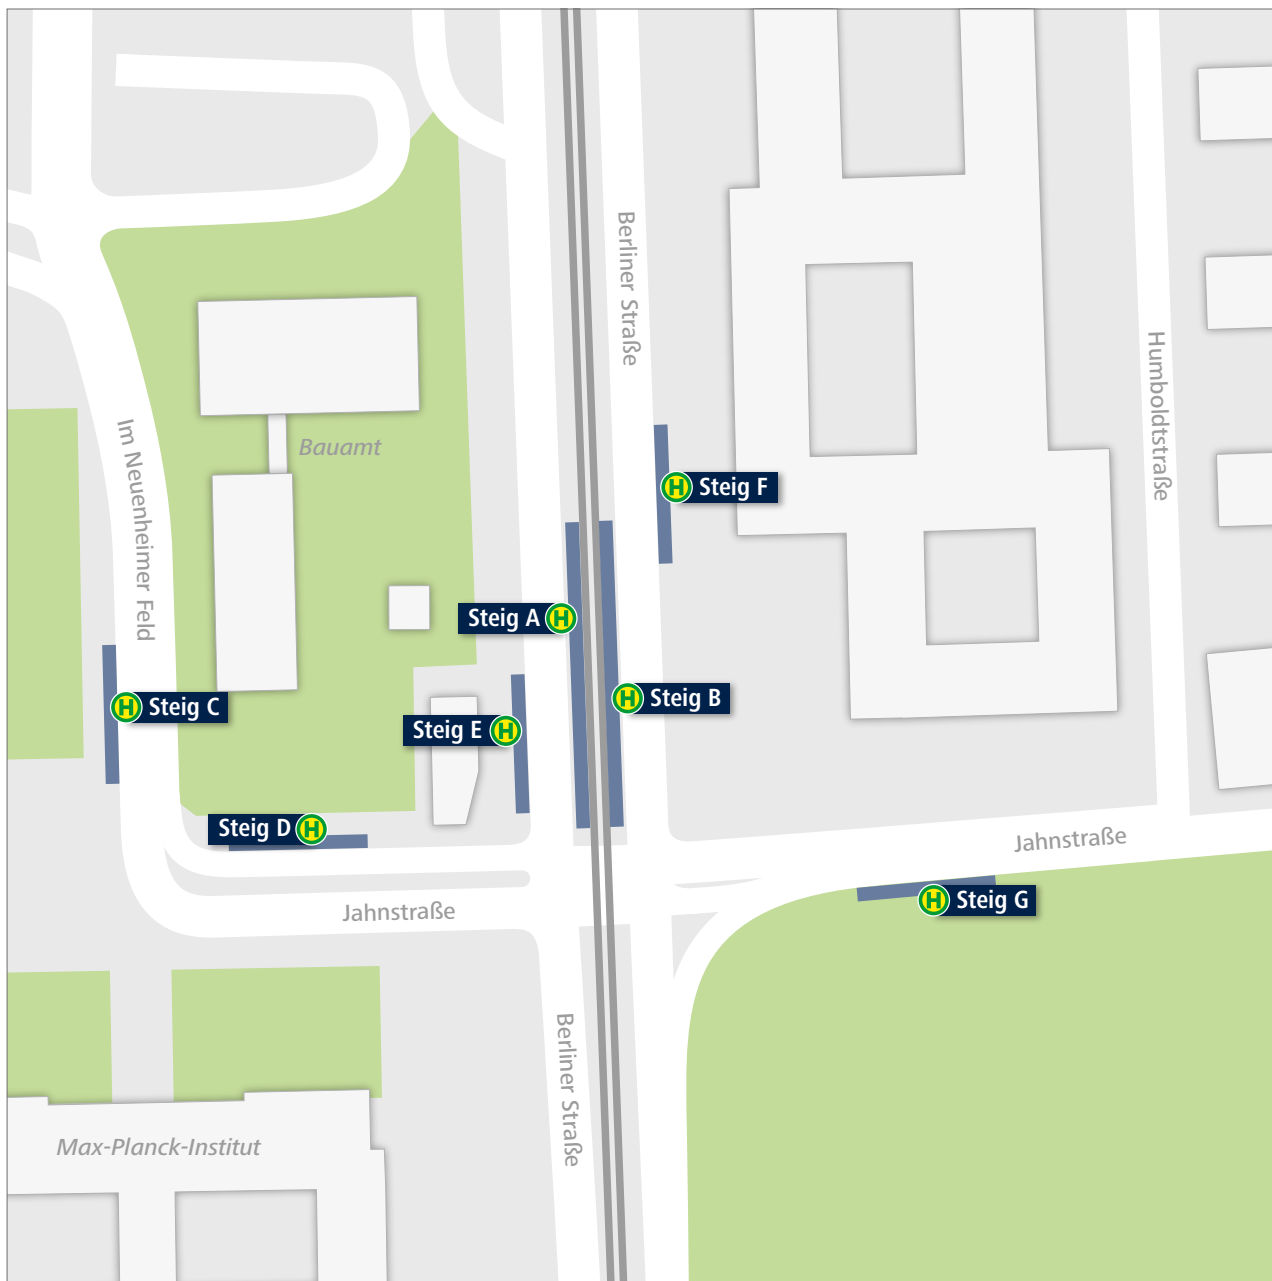 Berliner Straße
Humboldtstraße
Im Neuenheimer Feld
Bauamt
H Steig F
Steig A H
H Steig B
H Steig C
Steig E H
Steig D H
Jahnstraße
H Steig G
Jahnstraße
Berliner Straße
Max-Planck-Institut